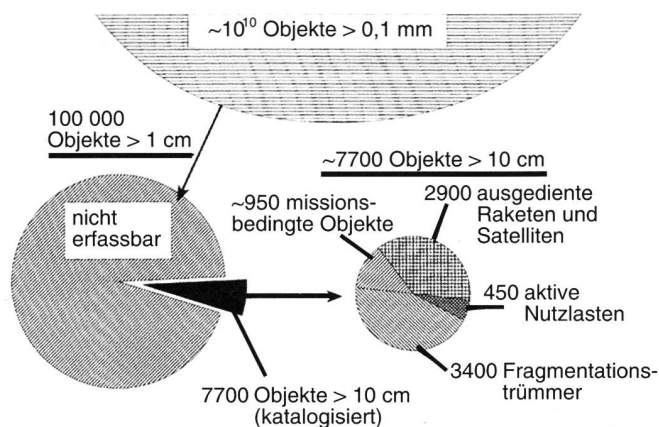 ~10¹⁰ Objekte > 0,1 mm
100 000
Objekte > 1 cm
~7700 Objekte > 10 cm
nicht
erfassbar
~950 missions-
bedingte Objekte
2900 ausgediente
Raketen und
Satelliten
450 aktive
Nutzlasten
3400 Fragmentations-
trümmer
7700 Objekte > 10 cm
(katalogisiert)